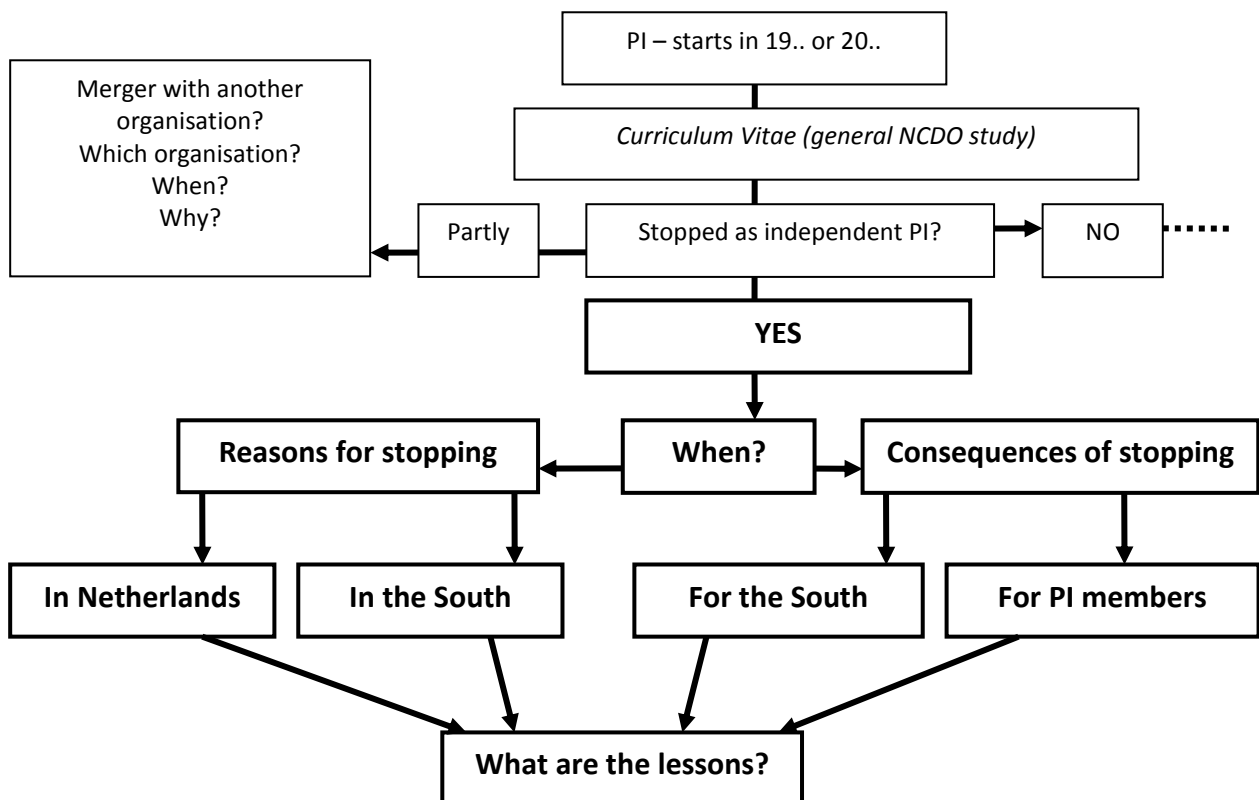 PI – starts in 19.. or 20..
Merger with another
organisation?
Which organisation?
When?
Why?
Curriculum Vitae (general NCDO study)
Partly
Stopped as independent PI?
NO
YES
Reasons for stopping
When?
Consequences of stopping
In Netherlands
In the South
For the South
For PI members
What are the lessons?